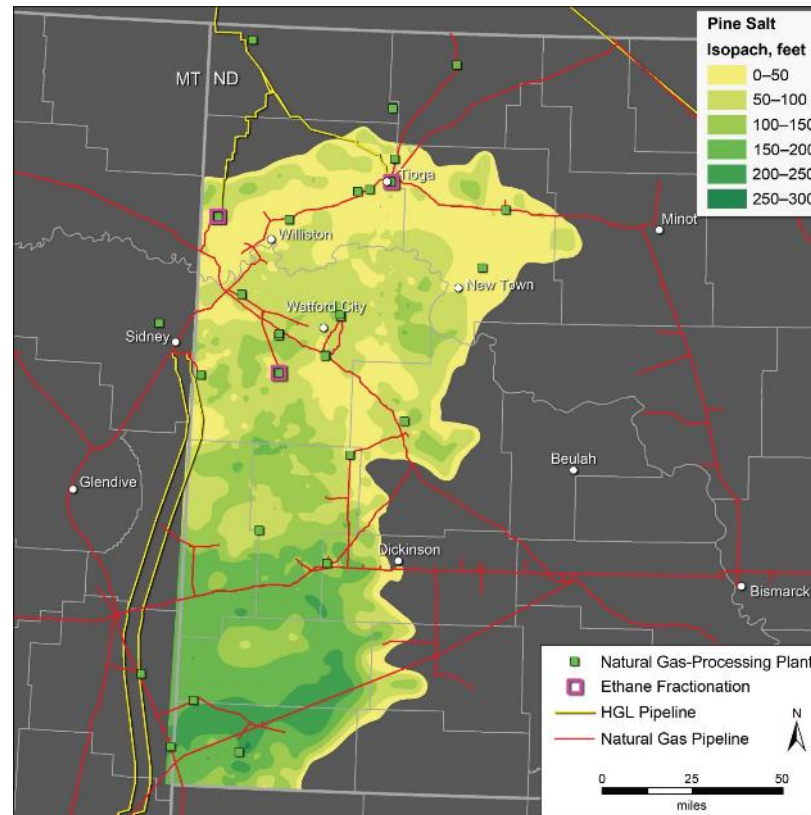 Pine Salt
Isopach, feet
0–50
50–100
100–150
150–200
200–250
250–300
MT ND
Tioga
Minot
Williston
New Town
Watford City
Sidney
Beulah
Glendive
Dickinson
Bismarck
Natural Gas-Processing Plant
Ethane Fractionation
HGL Pipeline
Natural Gas Pipeline
N
0 25 50
miles